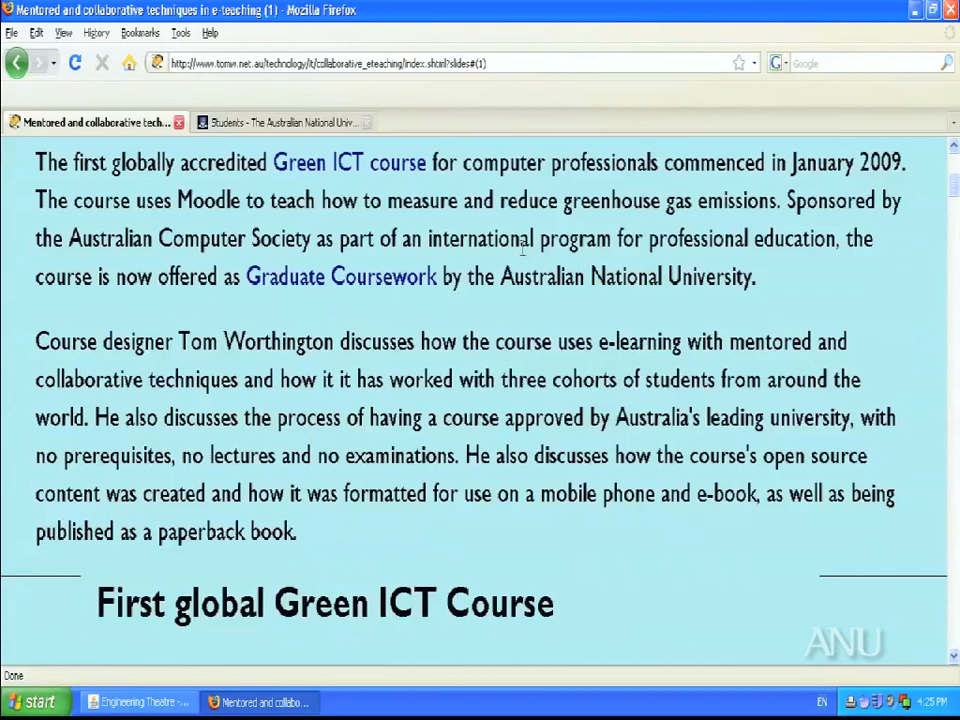 Mentored and collaborative techniques in e-teaching (1) - Mozilla Firefox
File Edit View History Bookmarks Tools Help
http://www.tomw.net.au/technology/it/collaborative_eteaching/index.shtml?slides#(1)
Google
Mentored and collaborative tech...
Students - The Australian National Univ...
The first globally accredited Green ICT course for computer professionals commenced in January 2009.
The course uses Moodle to teach how to measure and reduce greenhouse gas emissions. Sponsored by
the Australian Computer Society as part of an international program for professional education, the
course is now offered as Graduate Coursework by the Australian National University.
Course designer Tom Worthington discusses how the course uses e-learning with mentored and
collaborative techniques and how it it has worked with three cohorts of students from around the
world. He also discusses the process of having a course approved by Australia's leading university, with
no prerequisites, no lectures and no examinations. He also discusses how the course's open source
content was created and how it was formatted for use on a mobile phone and e-book, as well as being
published as a paperback book.
First global Green ICT Course
ANU
Done
start
Engineering Theatre -...
Mentored and collabo...
EN
4:25 PM